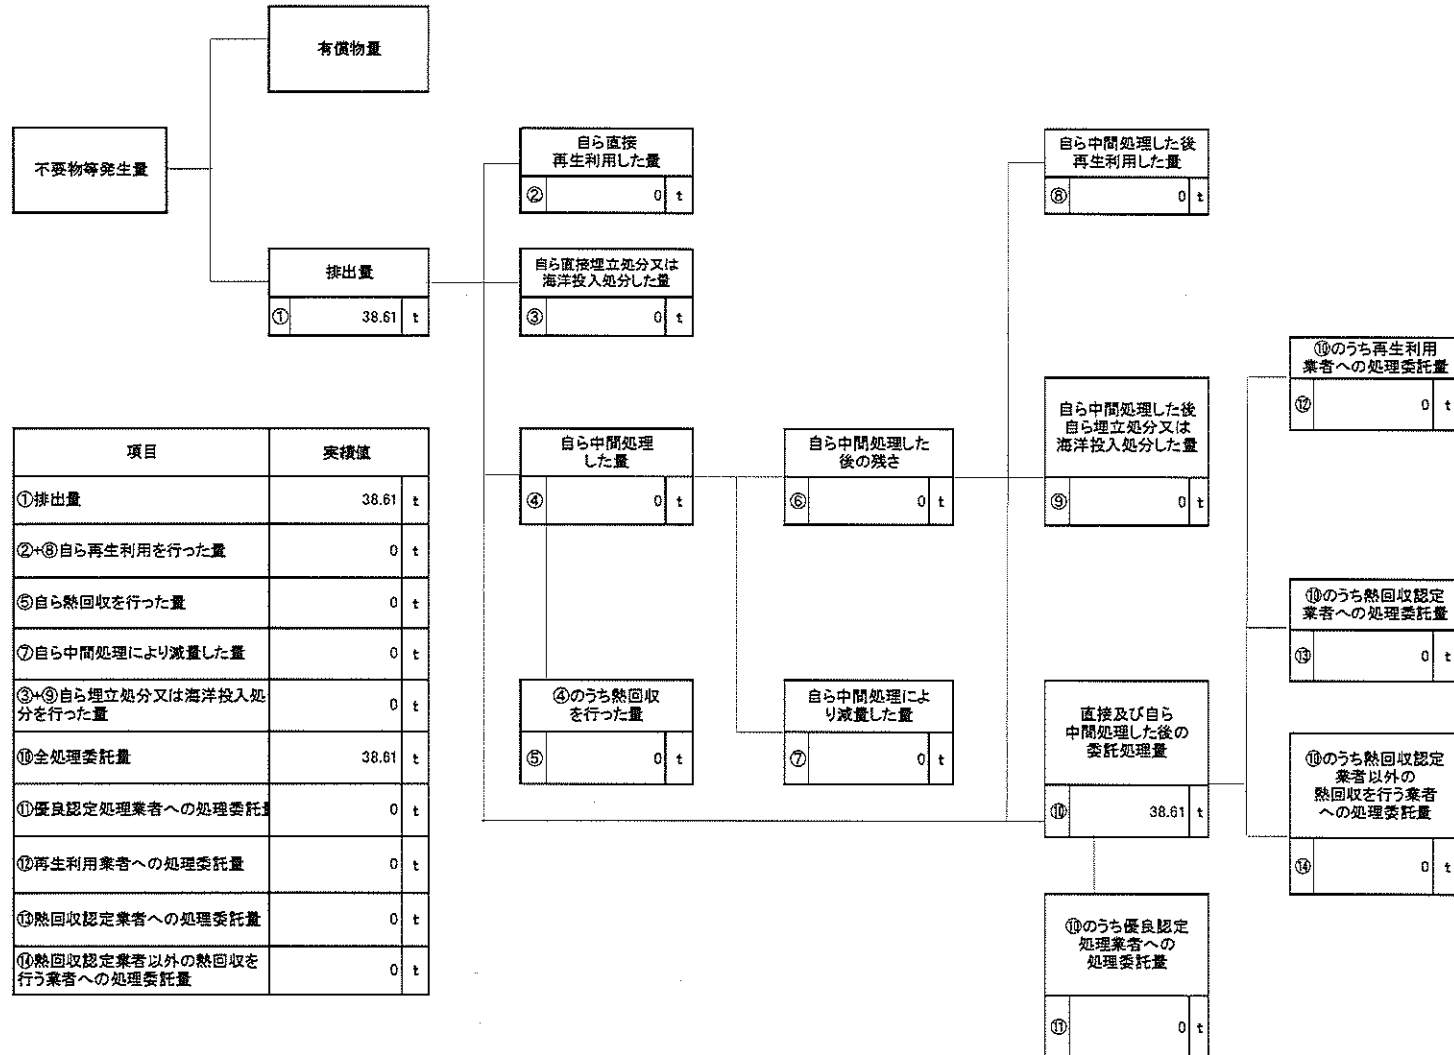 有償物量
不要物等発生量
自ら直接
再生利用した量
② 0 t
自ら中間処理した後
再生利用した量
⑧ 0 t
排出量
① 38.61 t
自ら直接埋立処分又は
海洋投入処分した量
③ 0 t
⑩のうち再生利用
業者への処理委託量
⑫ 0 t
自ら中間処理した後
自ら埋立処分又は
海洋投入処分した量
⑨ 0 t
自ら中間処理
した量
④ 0 t
自ら中間処理した
後の残さ
⑥ 0 t
⑩のうち熱回収認定
業者への処理委託量
⑬ 0 t
④のうち熱回収
を行った量
⑤ 0 t
自ら中間処理によ
り減量した量
⑦ 0 t
直接及び自ら
中間処理した後の
委託処理量
⑩ 38.61 t
⑩のうち熱回収認定
業者以外の
熱回収を行う業者
への処理委託量
⑭ 0 t
⑩のうち優良認定
処理業者への
処理委託量
⑪ 0 t
項目 実績値
①排出量 38.61 t
②+⑧自ら再生利用を行った量 0 t
⑤自ら熱回収を行った量 0 t
⑦自ら中間処理により減量した量 0 t
③+⑨自ら埋立処分又は海洋投入処
分を行った量 0 t
⑩全処理委託量 38.61 t
⑪優良認定処理業者への処理委託量 0 t
⑫再生利用業者への処理委託量 0 t
⑬熱回収認定業者への処理委託量 0 t
⑭熱回収認定業者以外の熱回収を
行う業者への処理委託量 0 t